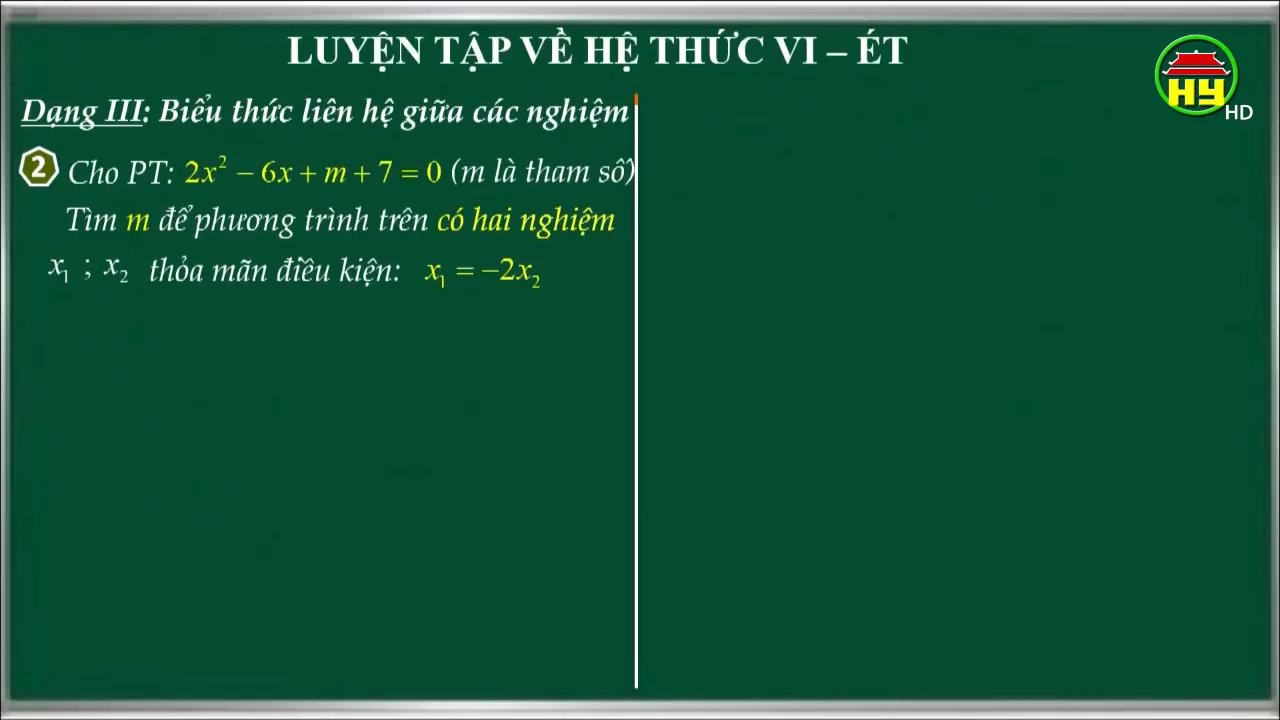 LUYỆN TẬP VỀ HỆ THỨC VI – ÉT
HY
HD
Dạng III: Biểu thức liên hệ giữa các nghiệm
2 Cho PT: 2x² − 6x + m + 7 = 0 (m là tham số)
Tìm m để phương trình trên có hai nghiệm
x₁ ; x₂ thỏa mãn điều kiện: x₁ = −2x₂